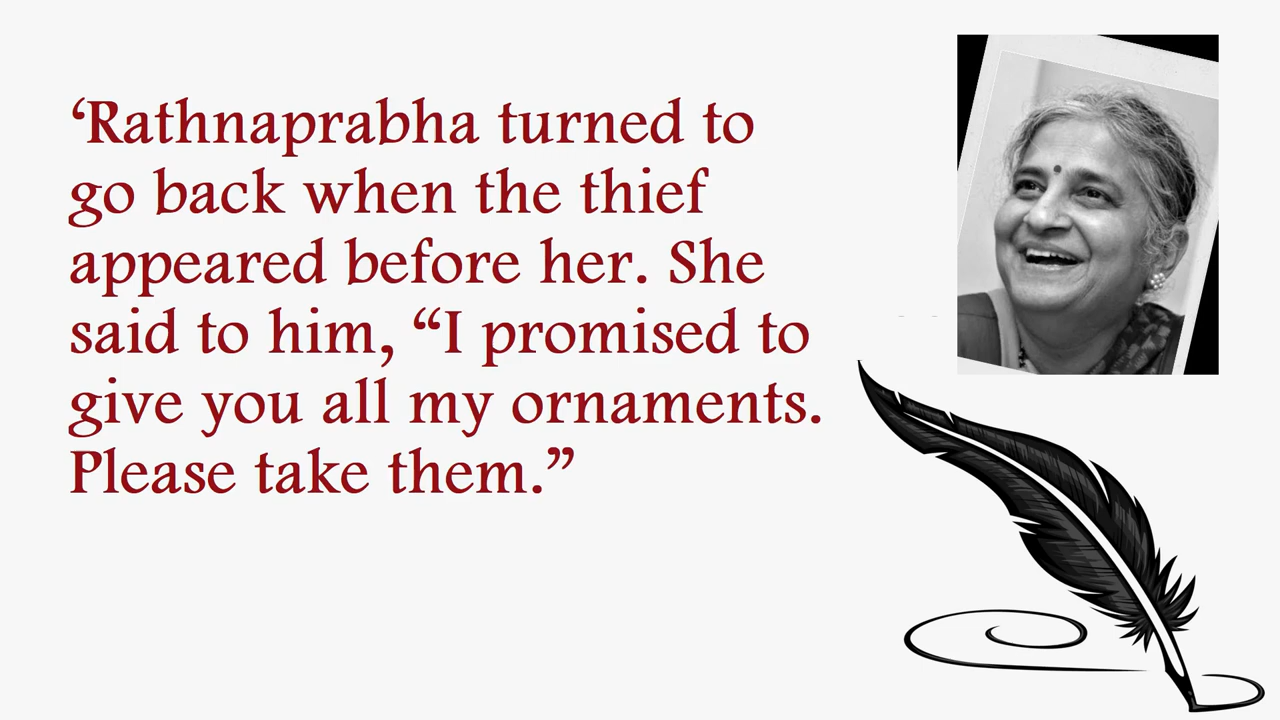 ‘Rathnaprabha turned to
go back when the thief
appeared before her. She
said to him, “I promised to
give you all my ornaments.
Please take them.”